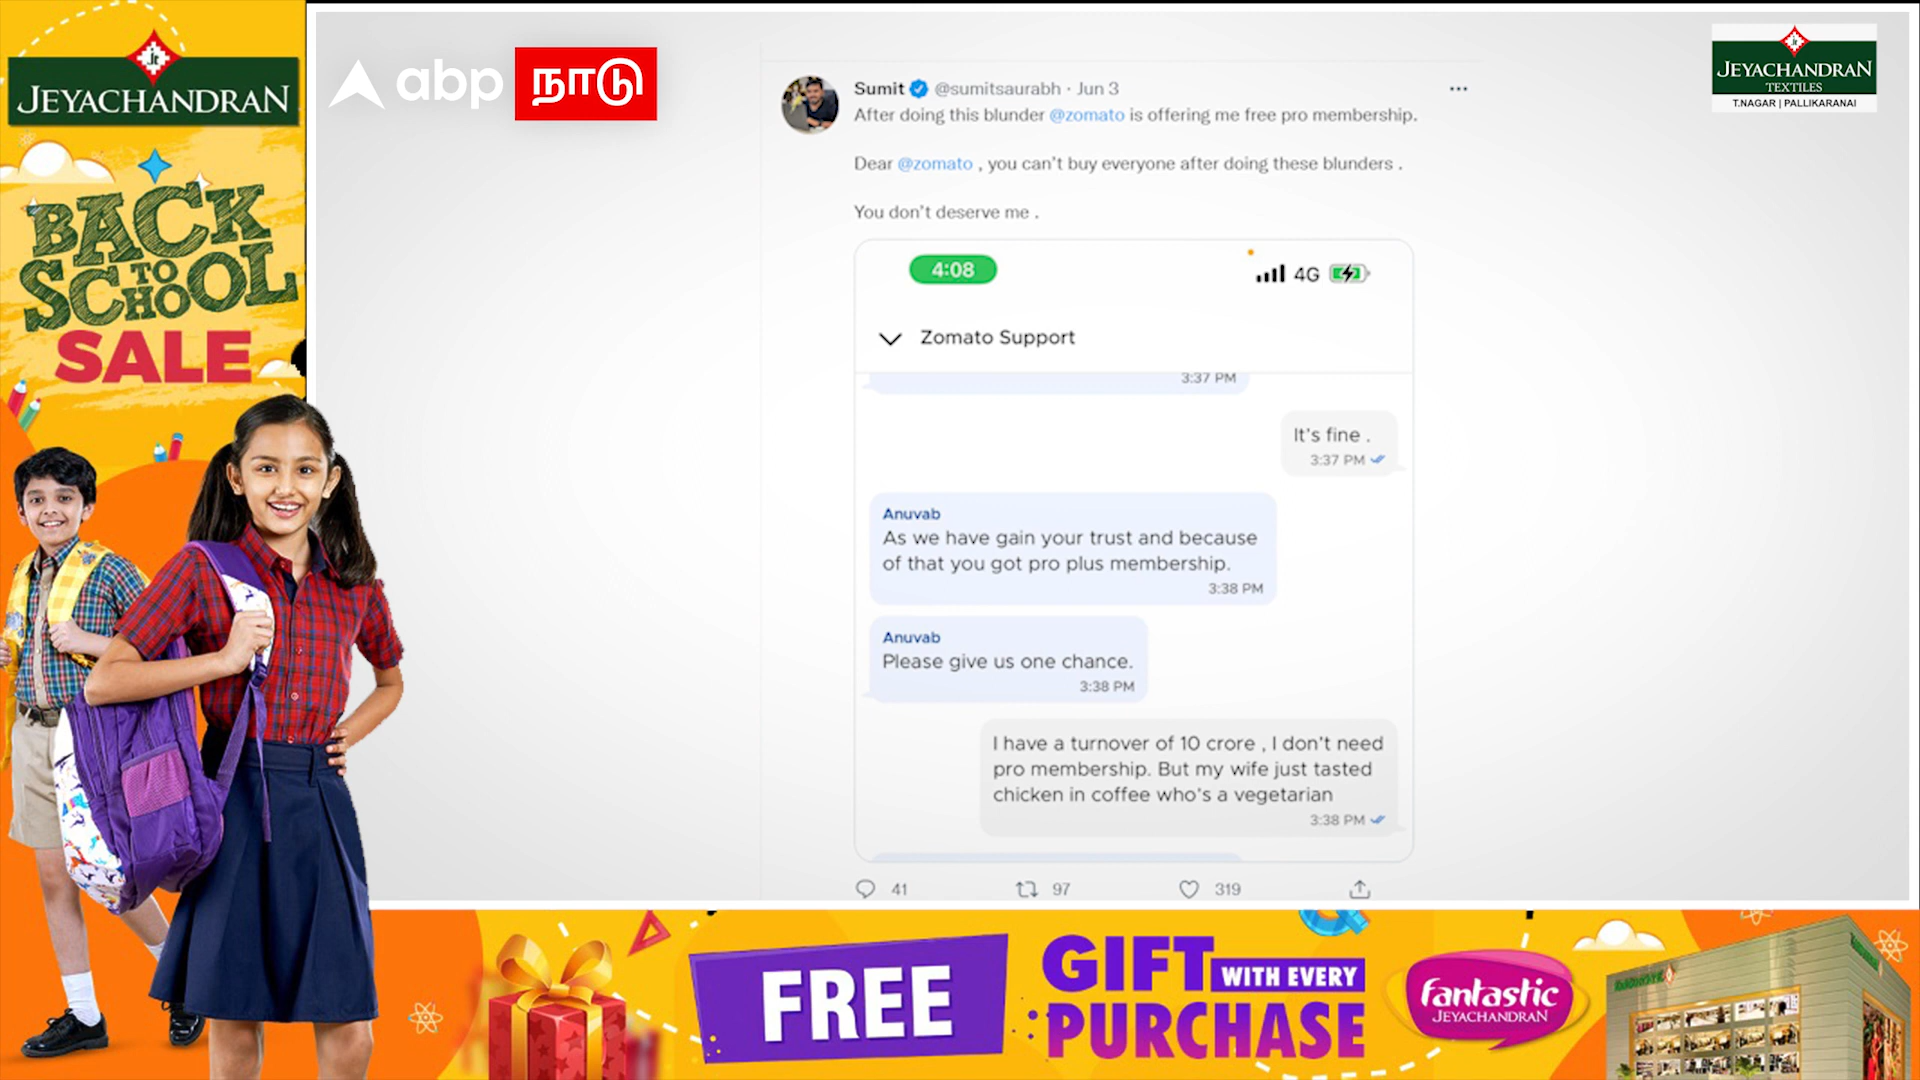 JEYACHANDRAN
BACK
TO
SCHOOL
SALE
abp நாடு
JEYACHANDRAN
TEXTILES
T.NAGAR | PALLIKARANAI
Sumit @sumitsaurabh · Jun 3
After doing this blunder @zomato is offering me free pro membership.
Dear @zomato , you can't buy everyone after doing these blunders .
You don't deserve me .
4:08
4G
Zomato Support
3:37 PM
It's fine .
3:37 PM
Anuvab
As we have gain your trust and because
of that you got pro plus membership.
3:38 PM
Anuvab
Please give us one chance.
3:38 PM
I have a turnover of 10 crore , I don't need
pro membership. But my wife just tasted
chicken in coffee who's a vegetarian
3:38 PM
41
97
319
FREE
GIFT WITH EVERY
PURCHASE
fantastic
JEYACHANDRAN